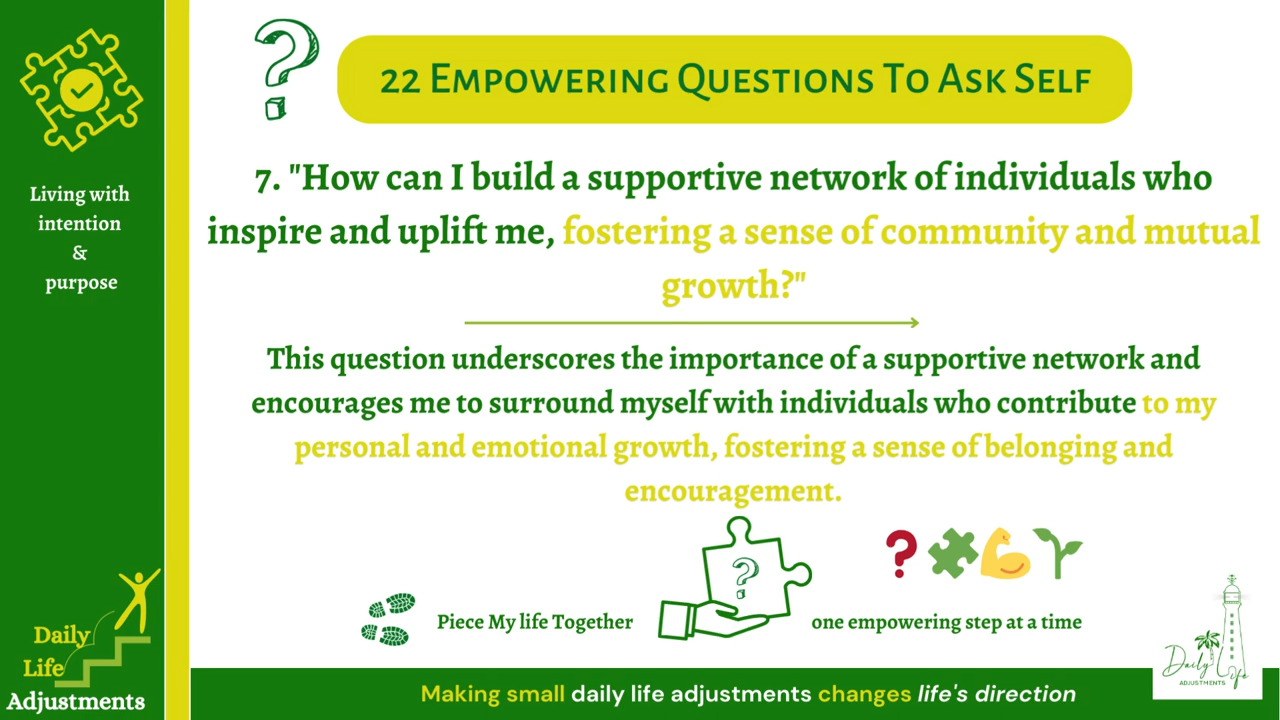 22 Empowering Questions To Ask Self
Living with
intention
&
purpose
7. "How can I build a supportive network of individuals who
inspire and uplift me, fostering a sense of community and mutual
growth?"
This question underscores the importance of a supportive network and
encourages me to surround myself with individuals who contribute to my
personal and emotional growth, fostering a sense of belonging and
encouragement.
Piece My life Together
one empowering step at a time
Daily
Life
Adjustments
Making small daily life adjustments changes life's direction
Daily Life
ADJUSTMENTS